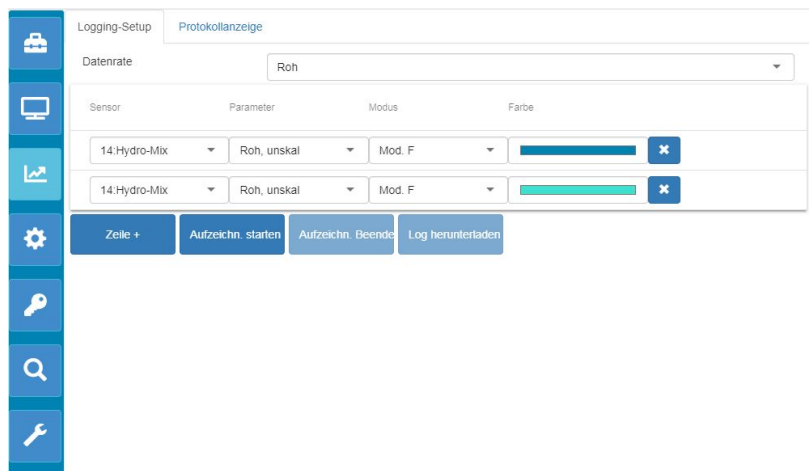 Logging-Setup Protokollanzeige
Datenrate Roh
Sensor Parameter Modus Farbe
14:Hydro-Mix Roh, unskal Mod. F
14:Hydro-Mix Roh, unskal Mod. F
Zeile + Aufzeichn. starten Aufzeichn. Beende Log herunterladen